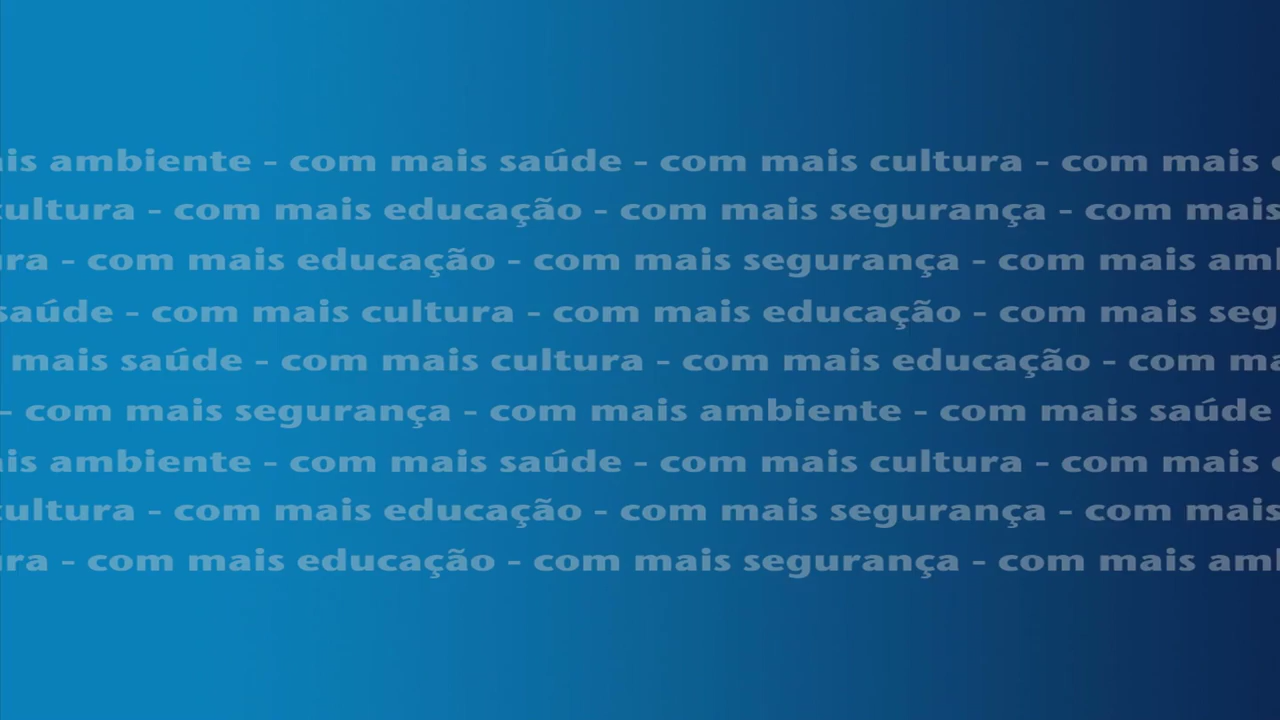 ambiente - com mais saúde - com mais cultura - com mais
cultura - com mais educação - com mais segurança - com mais
- com mais educação - com mais segurança - com mais
saúde - com mais cultura - com mais educação - com mais
mais saúde - com mais cultura - com mais educação - com
- com mais segurança - com mais ambiente - com mais saúde
ambiente - com mais saúde - com mais cultura - com mais
cultura - com mais educação - com mais segurança - com mais
- com mais educação - com mais segurança - com mais